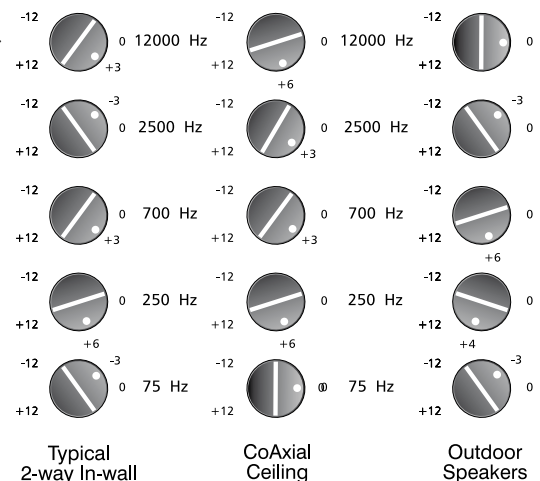 -12 -12 -12
0 12000 Hz 0 12000 Hz 0
+12 +3 +12 +12
+6
-12 -3 -12 -12 -3
0 2500 Hz 0 2500 Hz 0
+12 +12 +3 +12
-12 -12 -12
0 700 Hz 0 700 Hz 0
+12 +3 +12 +3 +12
+6
-12 -12 -12
0 250 Hz 0 250 Hz 0
+12 +12 +12
+6 +6 +4
-12 -3 -12 -12 -3
0 75 Hz 0 75 Hz 0
+12 +12 +12
Typical CoAxial Outdoor
2-way In-wall Ceiling Speakers